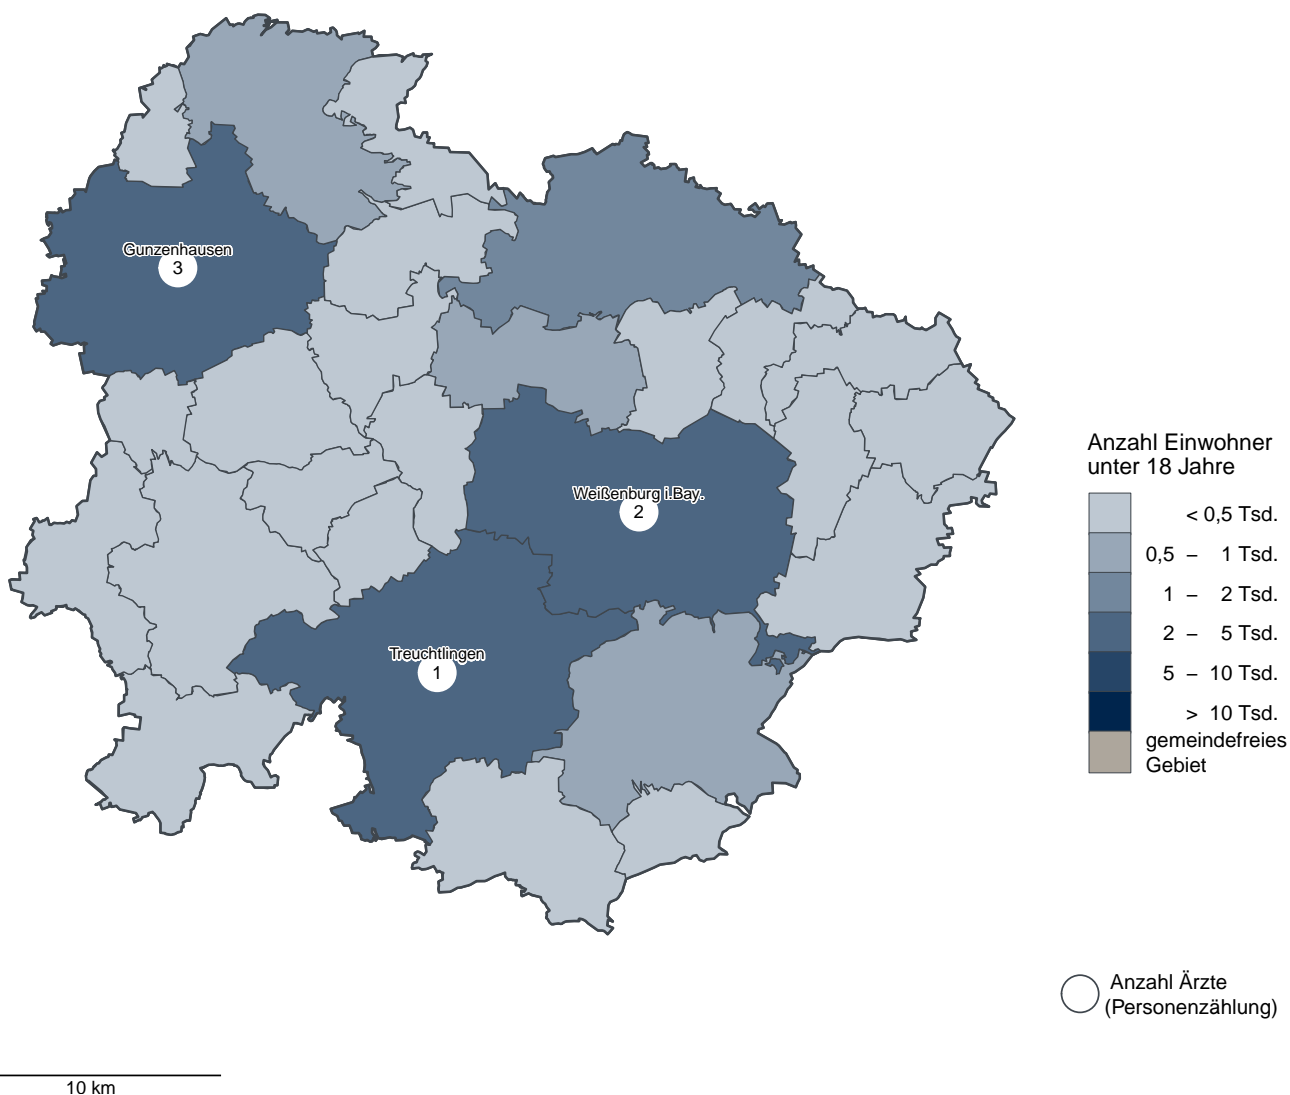 Gunzenhausen
3
Weißenburg i.Bay.
2
Treuchtlingen
1
Anzahl Einwohner
unter 18 Jahre
< 0,5 Tsd.
0,5 – 1 Tsd.
1 – 2 Tsd.
2 – 5 Tsd.
5 – 10 Tsd.
> 10 Tsd.
gemeindefreies
Gebiet
Anzahl Ärzte
(Personenzählung)
10 km